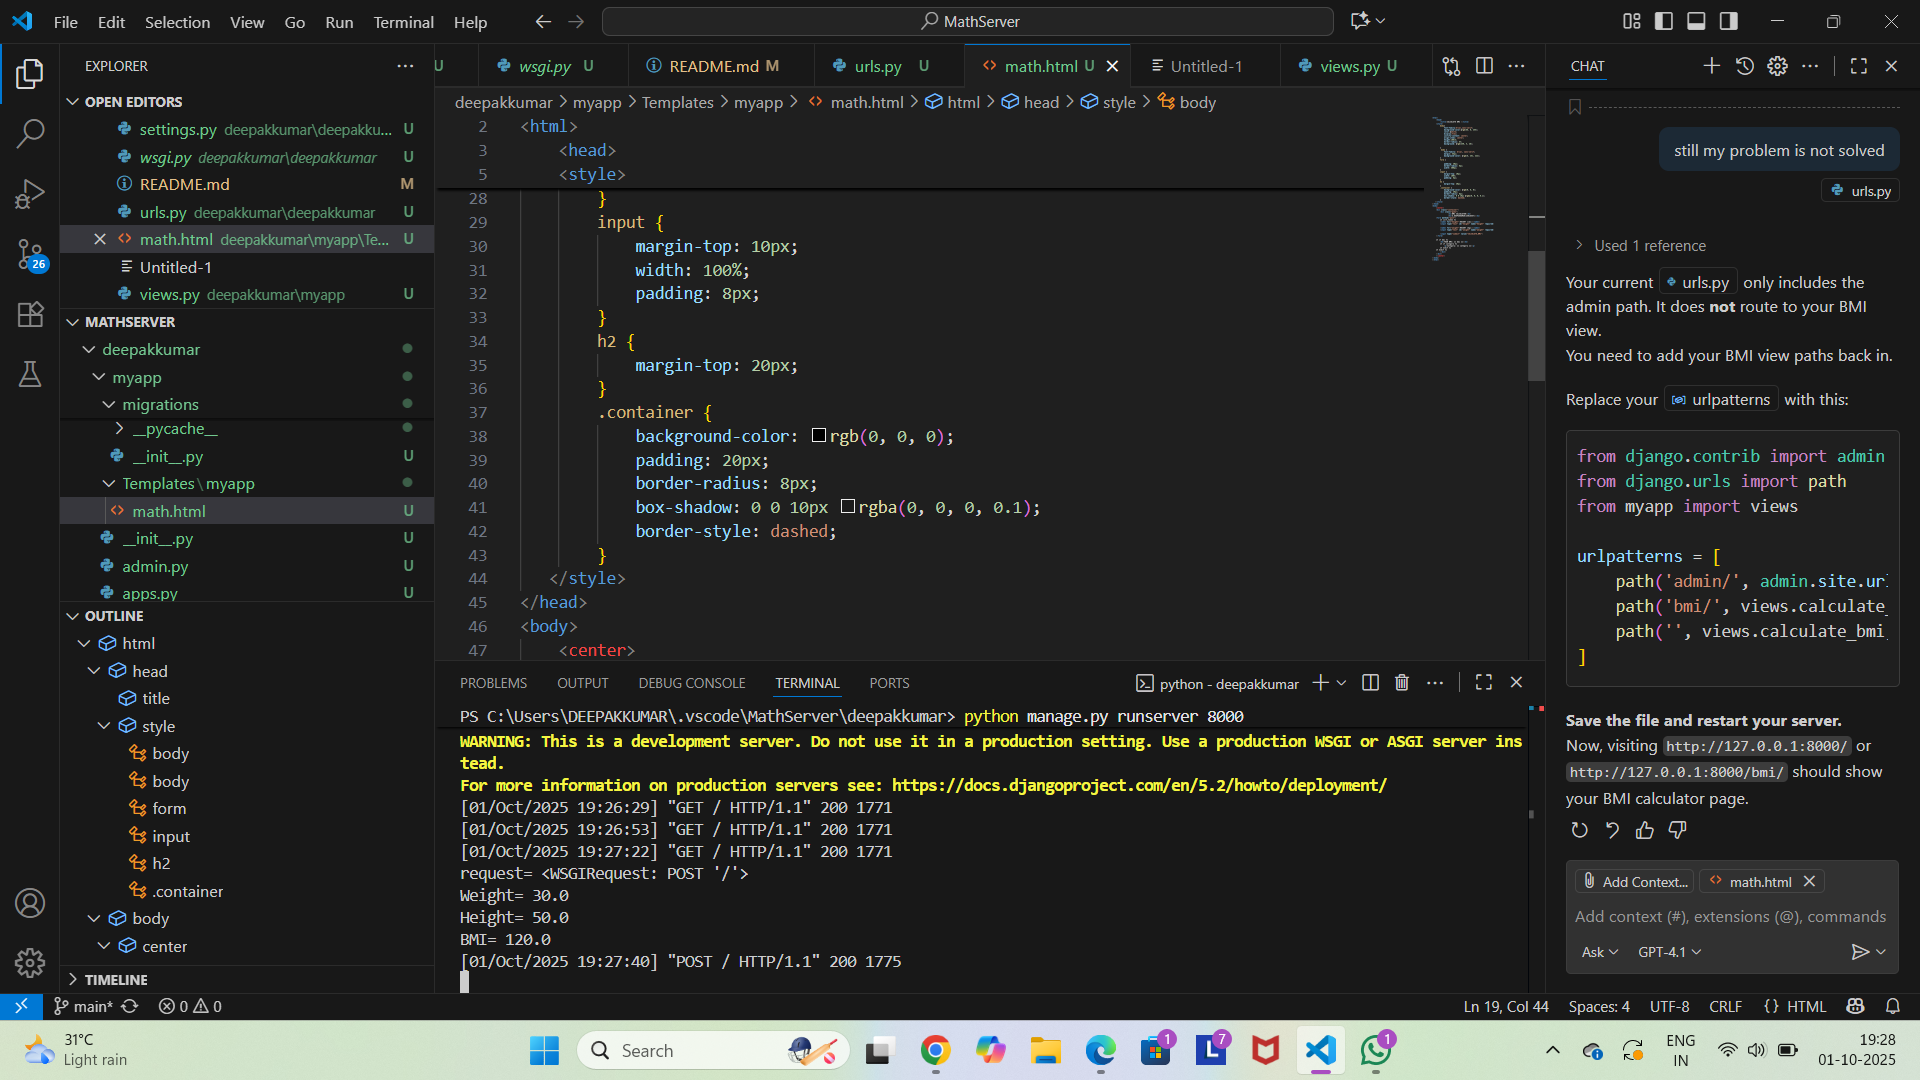 File Edit Selection View Go Run Terminal Help
MathServer
EXPLORER
OPEN EDITORS
settings.py deepakkumar\deepakku... U
wsgi.py deepakkumar\deepakkumar U
README.md M
urls.py deepakkumar\deepakkumar U
math.html deepakkumar\myapp\Te... U
Untitled-1
views.py deepakkumar\myapp U
MATHSERVER
deepakkumar
myapp
migrations
__pycache__
__init__.py U
Templates\myapp
math.html U
__init__.py U
admin.py U
apps.py U
OUTLINE
html
head
title
style
body
body
form
input
h2
.container
body
center
TIMELINE
26
U wsgi.py U README.md M urls.py U math.html U Untitled-1 views.py U
deepakkumar > myapp > Templates > myapp > math.html > html > head > style > body
2 <html>
3 <head>
5 <style>
28 }
29 input {
30 margin-top: 10px;
31 width: 100%;
32 padding: 8px;
33 }
34 h2 {
35 margin-top: 20px;
36 }
37 .container {
38 background-color: rgb(0, 0, 0);
39 padding: 20px;
40 border-radius: 8px;
41 box-shadow: 0 0 10px rgba(0, 0, 0, 0.1);
42 border-style: dashed;
43 }
44 </style>
45 </head>
46 <body>
47 <center>
PROBLEMS OUTPUT DEBUG CONSOLE TERMINAL PORTS
python - deepakkumar
PS C:\Users\DEEPAKKUMAR\.vscode\MathServer\deepakkumar> python manage.py runserver 8000
WARNING: This is a development server. Do not use it in a production setting. Use a production WSGI or ASGI server ins
tead.
For more information on production servers see: https://docs.djangoproject.com/en/5.2/howto/deployment/
[01/Oct/2025 19:26:29] "GET / HTTP/1.1" 200 1771
[01/Oct/2025 19:26:53] "GET / HTTP/1.1" 200 1771
[01/Oct/2025 19:27:22] "GET / HTTP/1.1" 200 1771
request= <WSGIRequest: POST '/'>
Weight= 30.0
Height= 50.0
BMI= 120.0
[01/Oct/2025 19:27:40] "POST / HTTP/1.1" 200 1775
CHAT
still my problem is not solved
urls.py
Used 1 reference
Your current urls.py only includes the
admin path. It does not route to your BMI
view.
You need to add your BMI view paths back in.
Replace your urlpatterns with this:
from django.contrib import admin
from django.urls import path
from myapp import views
urlpatterns = [
path('admin/', admin.site.url
path('bmi/', views.calculate_
path('', views.calculate_bmi,
]
Save the file and restart your server.
Now, visiting http://127.0.0.1:8000/ or
http://127.0.0.1:8000/bmi/ should show
your BMI calculator page.
Add Context... math.html
Add context (#), extensions (@), commands
Ask GPT-4.1
main* 0 0
Ln 19, Col 44 Spaces: 4 UTF-8 CRLF {} HTML
31°C
Light rain
Search
1
7
1
ENG
IN
19:28
01-10-2025